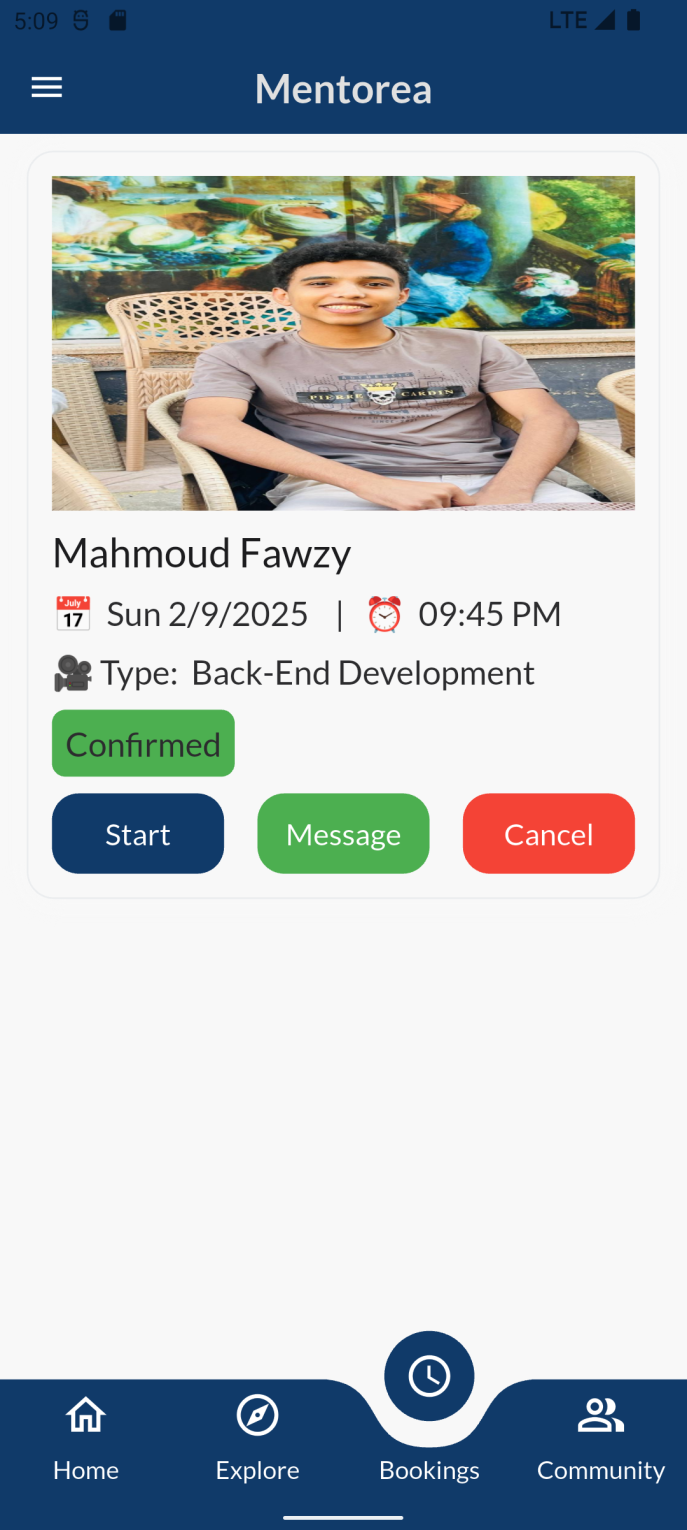 5:09 LTE
Mentorea
PIERRE CARDIN
Mahmoud Fawzy
July 17 Sun 2/9/2025 | 09:45 PM
Type: Back-End Development
Confirmed
Start Message Cancel
Home Explore Bookings Community